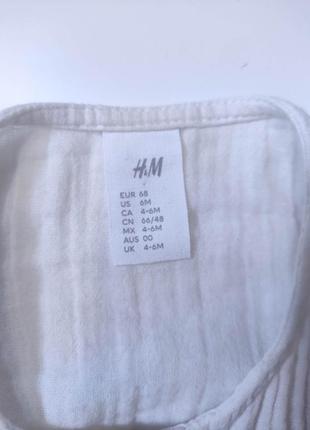 H&M
EUR 68
US 6M
CA 4-6M
CN 66/48
MX 4-6M
AUS 00
UK 4-6M